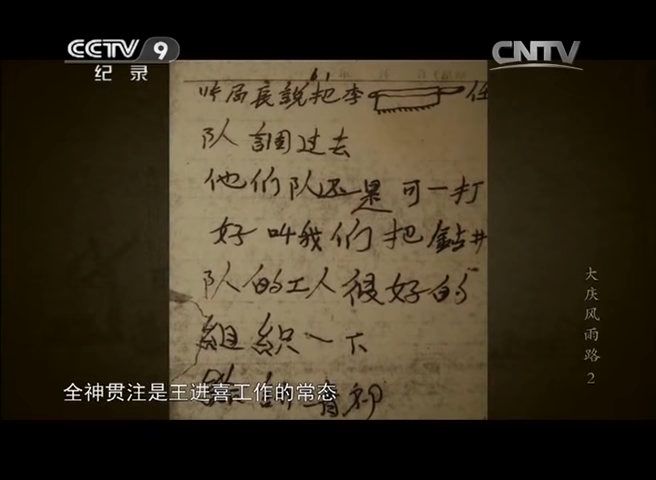 CCTV 9
纪录
CNTV
局長說把李
队調过去
他们队还是可一打
好叫我们把鉆井
队的工人很好的
組织一下
大庆风雨路 2
全神贯注是王进喜工作的常态